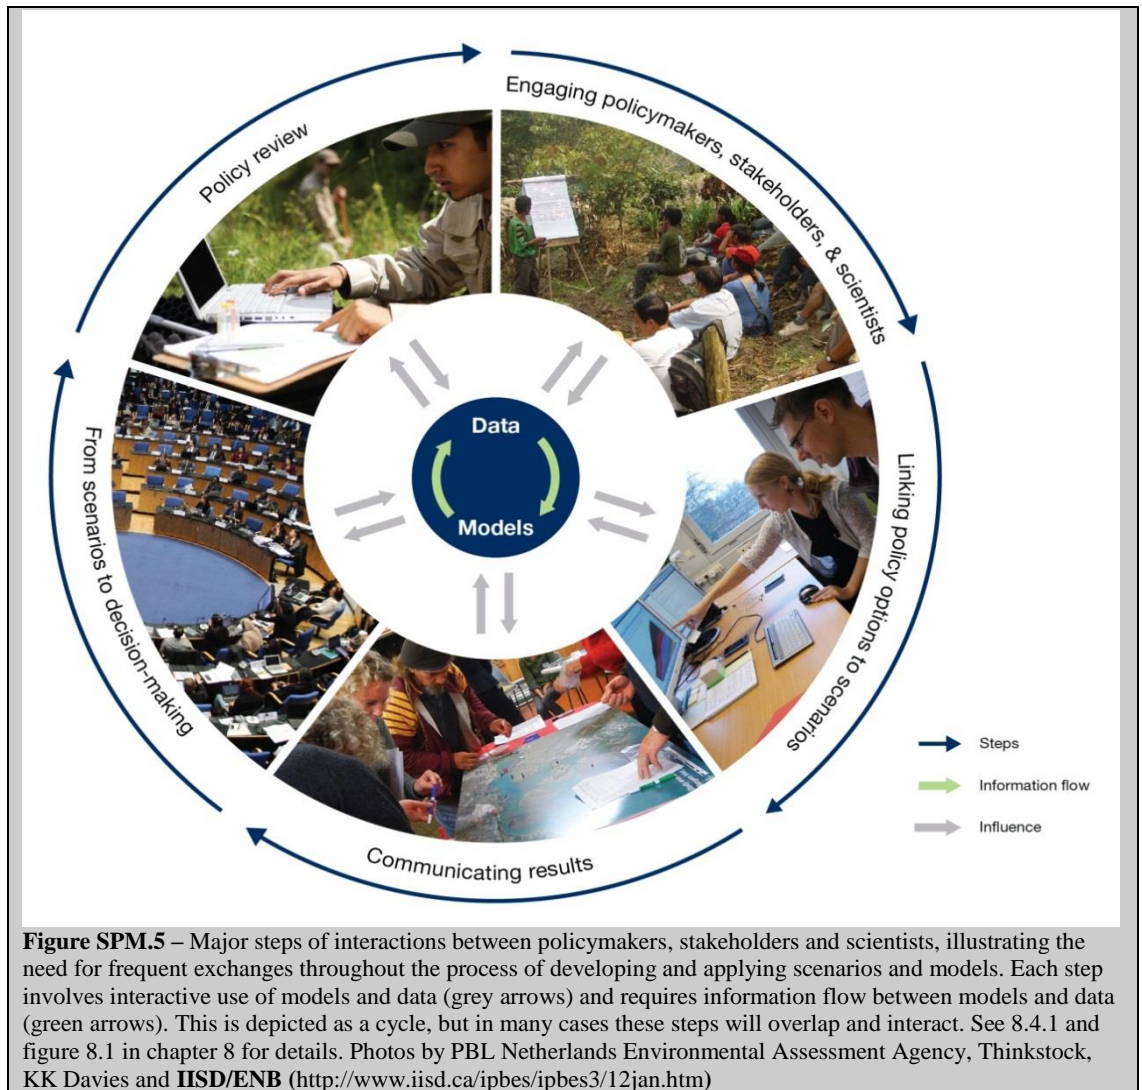 Policy review
Engaging policymakers, stakeholders, & scientists
Data
Models
From scenarios to decision-making
Linking policy options to scenarios
Communicating results
Steps
Information flow
Influence
Figure SPM.5 – Major steps of interactions between policymakers, stakeholders and scientists, illustrating the
need for frequent exchanges throughout the process of developing and applying scenarios and models. Each step
involves interactive use of models and data (grey arrows) and requires information flow between models and data
(green arrows). This is depicted as a cycle, but in many cases these steps will overlap and interact. See 8.4.1 and
figure 8.1 in chapter 8 for details. Photos by PBL Netherlands Environmental Assessment Agency, Thinkstock,
KK Davies and IISD/ENB (http://www.iisd.ca/ipbes/ipbes3/12jan.htm)